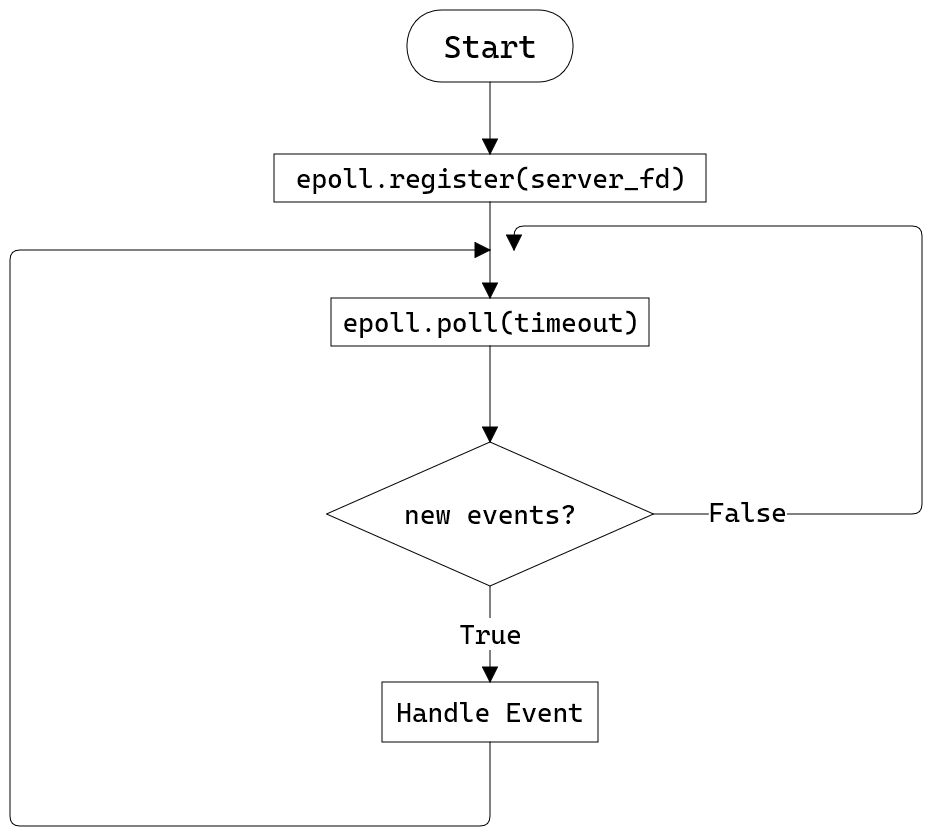 Start
epoll.register(server_fd)
epoll.poll(timeout)
new events?
False
True
Handle Event